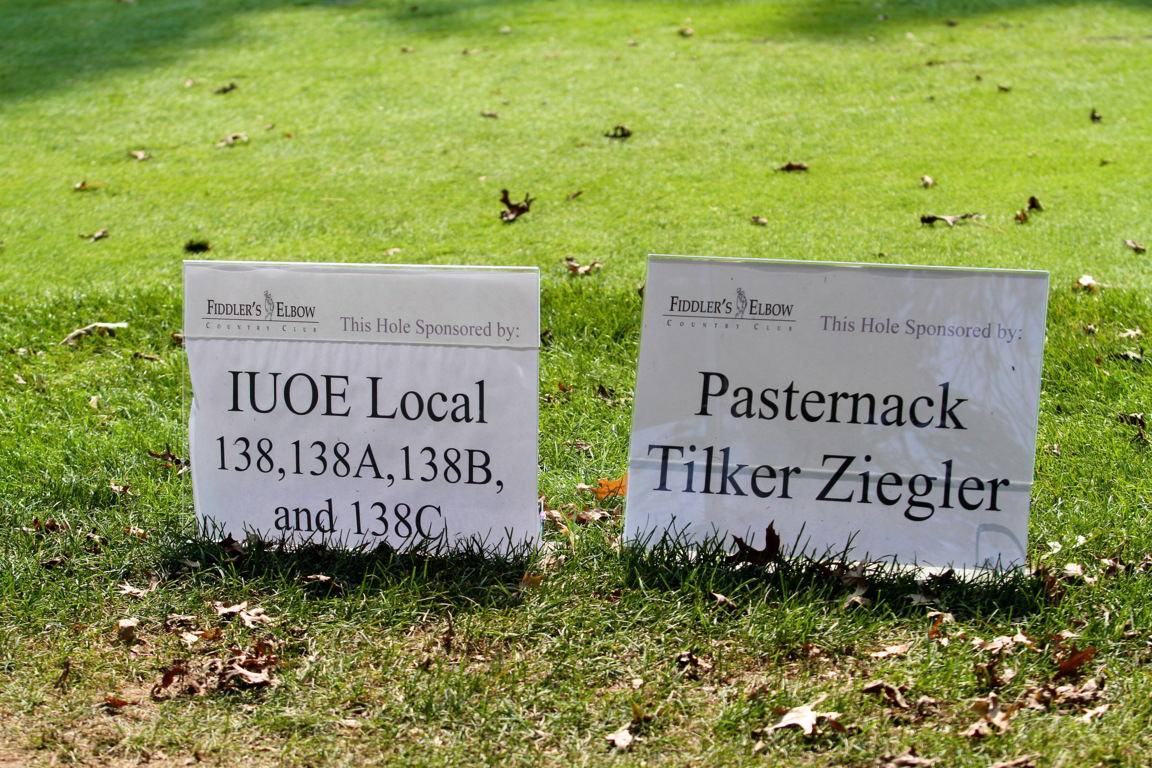 FIDDLER'S ELBOW
COUNTRY CLUB
This Hole Sponsored by:
IUOE Local
138,138A,138B,
and 138C
FIDDLER'S ELBOW
COUNTRY CLUB
This Hole Sponsored by:
Pasternack
Tilker Ziegler